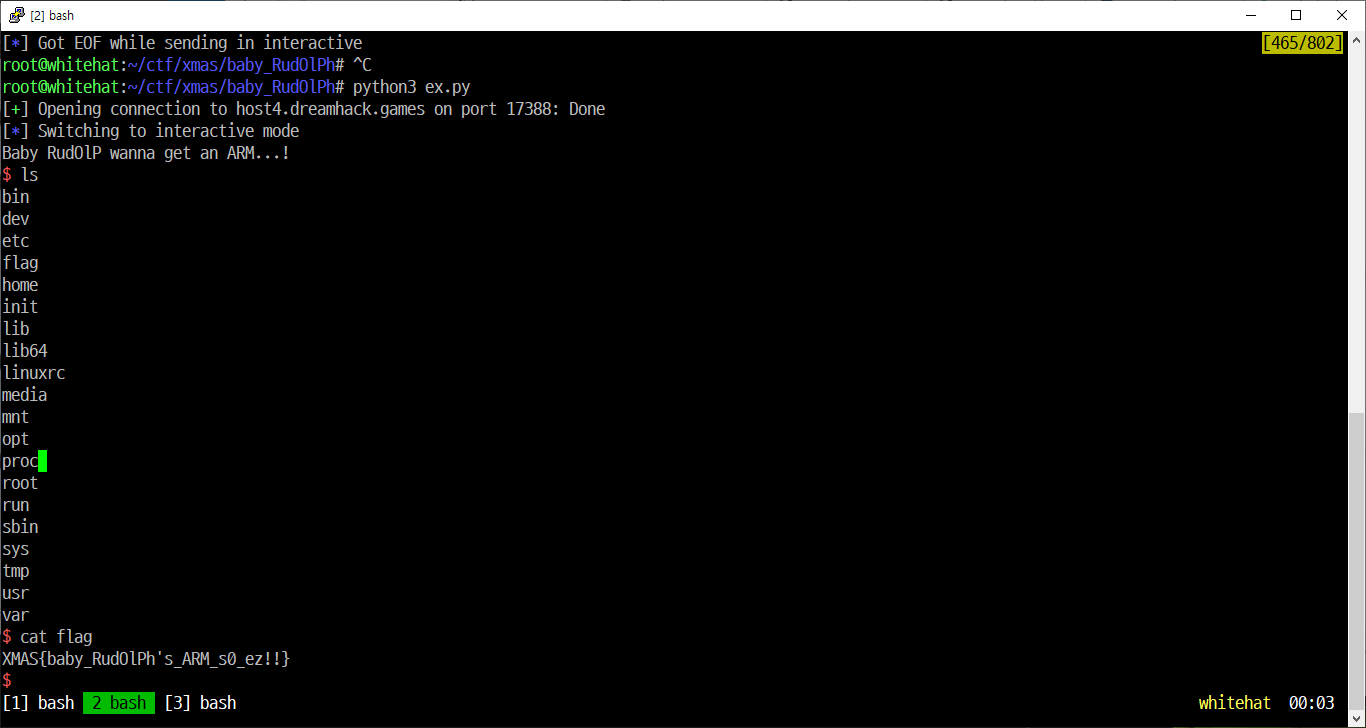 [2] bash
[*] Got EOF while sending in interactive [465/802]
root@whitehat:~/ctf/xmas/baby_RudOlPh# ^C
root@whitehat:~/ctf/xmas/baby_RudOlPh# python3 ex.py
[+] Opening connection to host4.dreamhack.games on port 17388: Done
[*] Switching to interactive mode
Baby RudOlP wanna get an ARM...!
$ ls
bin
dev
etc
flag
home
init
lib
lib64
linuxrc
media
mnt
opt
proc
root
run
sbin
sys
tmp
usr
var
$ cat flag
XMAS{baby_RudOlPh's_ARM_s0_ez!!}
$
[1] bash 2 bash [3] bash whitehat 00:03